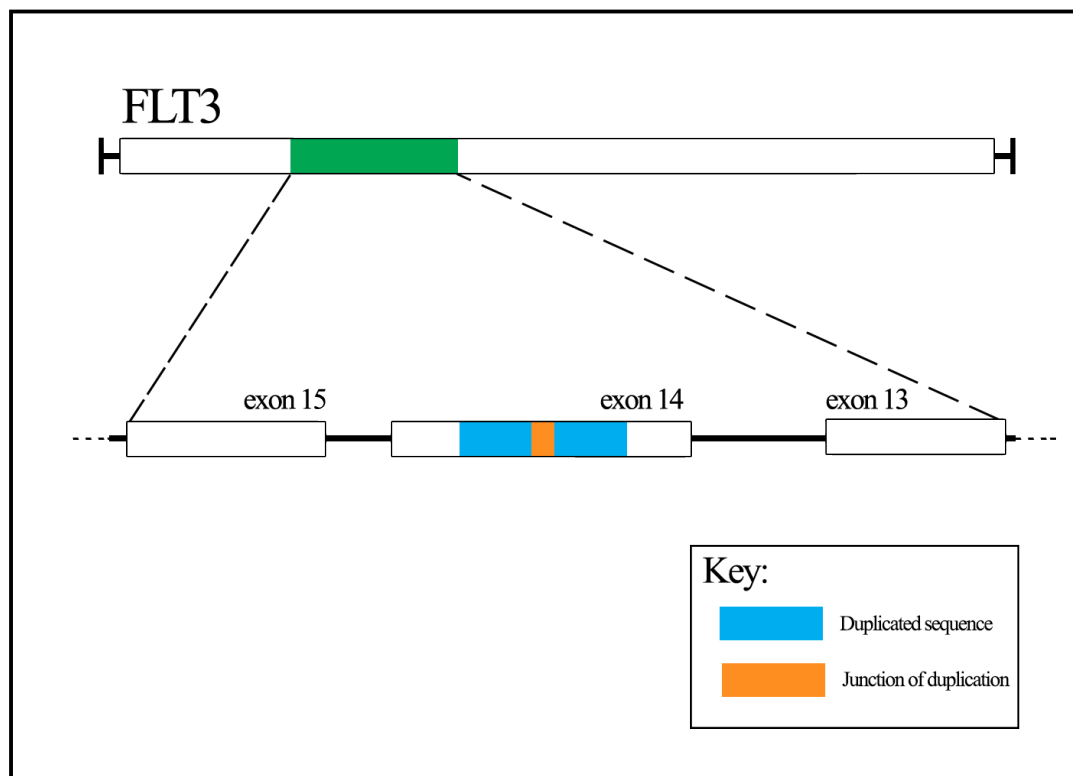 FLT3
exon 15
exon 14
exon 13
Key:
Duplicated sequence
Junction of duplication